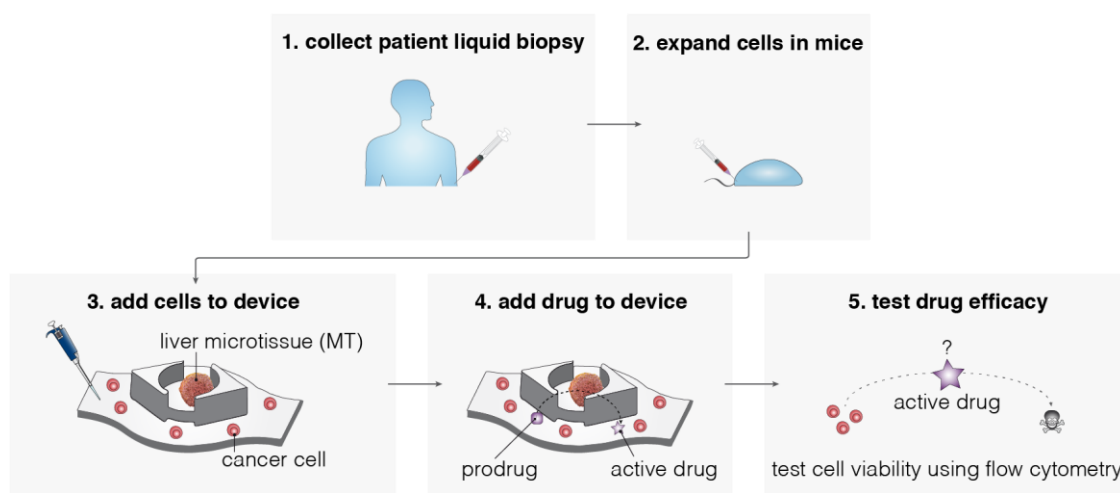 1. collect patient liquid biopsy
2. expand cells in mice
3. add cells to device
liver microtissue (MT)
cancer cell
4. add drug to device
prodrug
active drug
5. test drug efficacy
?
active drug
test cell viability using flow cytometry